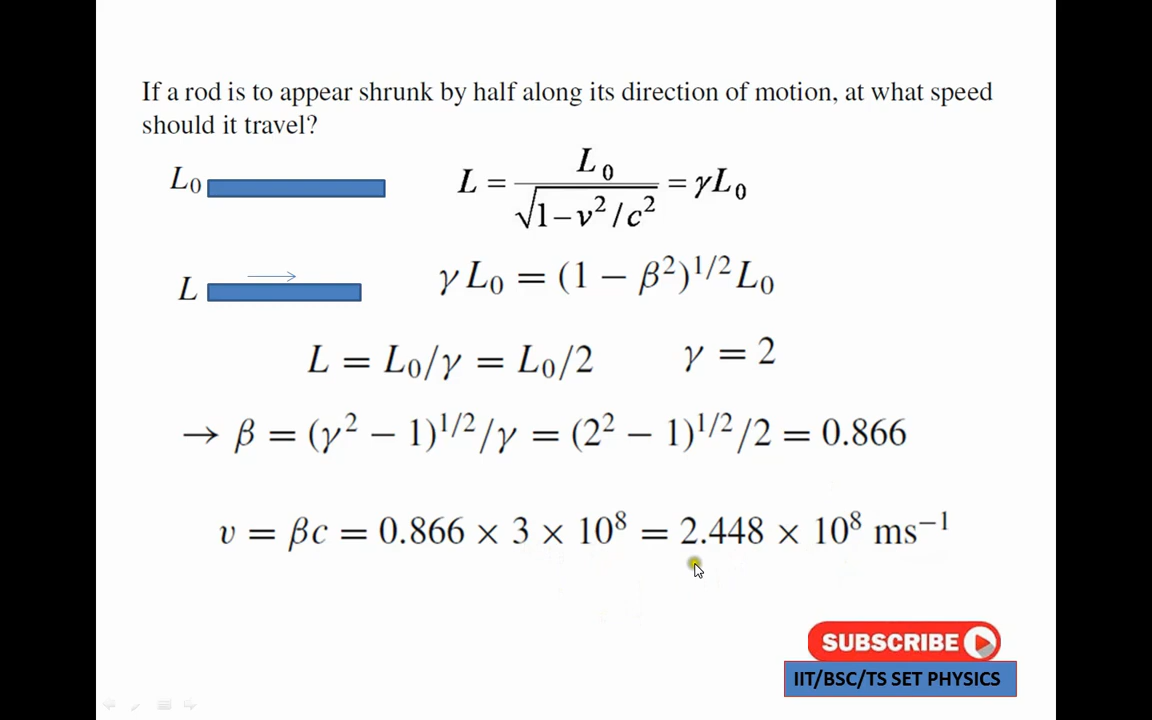 If a rod is to appear shrunk by half along its direction of motion, at what speed
should it travel?
L₀
L = L₀ / √(1 − v² / c²) = γL₀
L
γL₀ = (1 − β²)^1/2 L₀
L = L₀/γ = L₀/2 γ = 2
→ β = (γ² − 1)^1/2/γ = (2² − 1)^1/2/2 = 0.866
v = βc = 0.866 × 3 × 10⁸ = 2.448 × 10⁸ ms⁻¹
SUBSCRIBE
IIT/BSC/TS SET PHYSICS